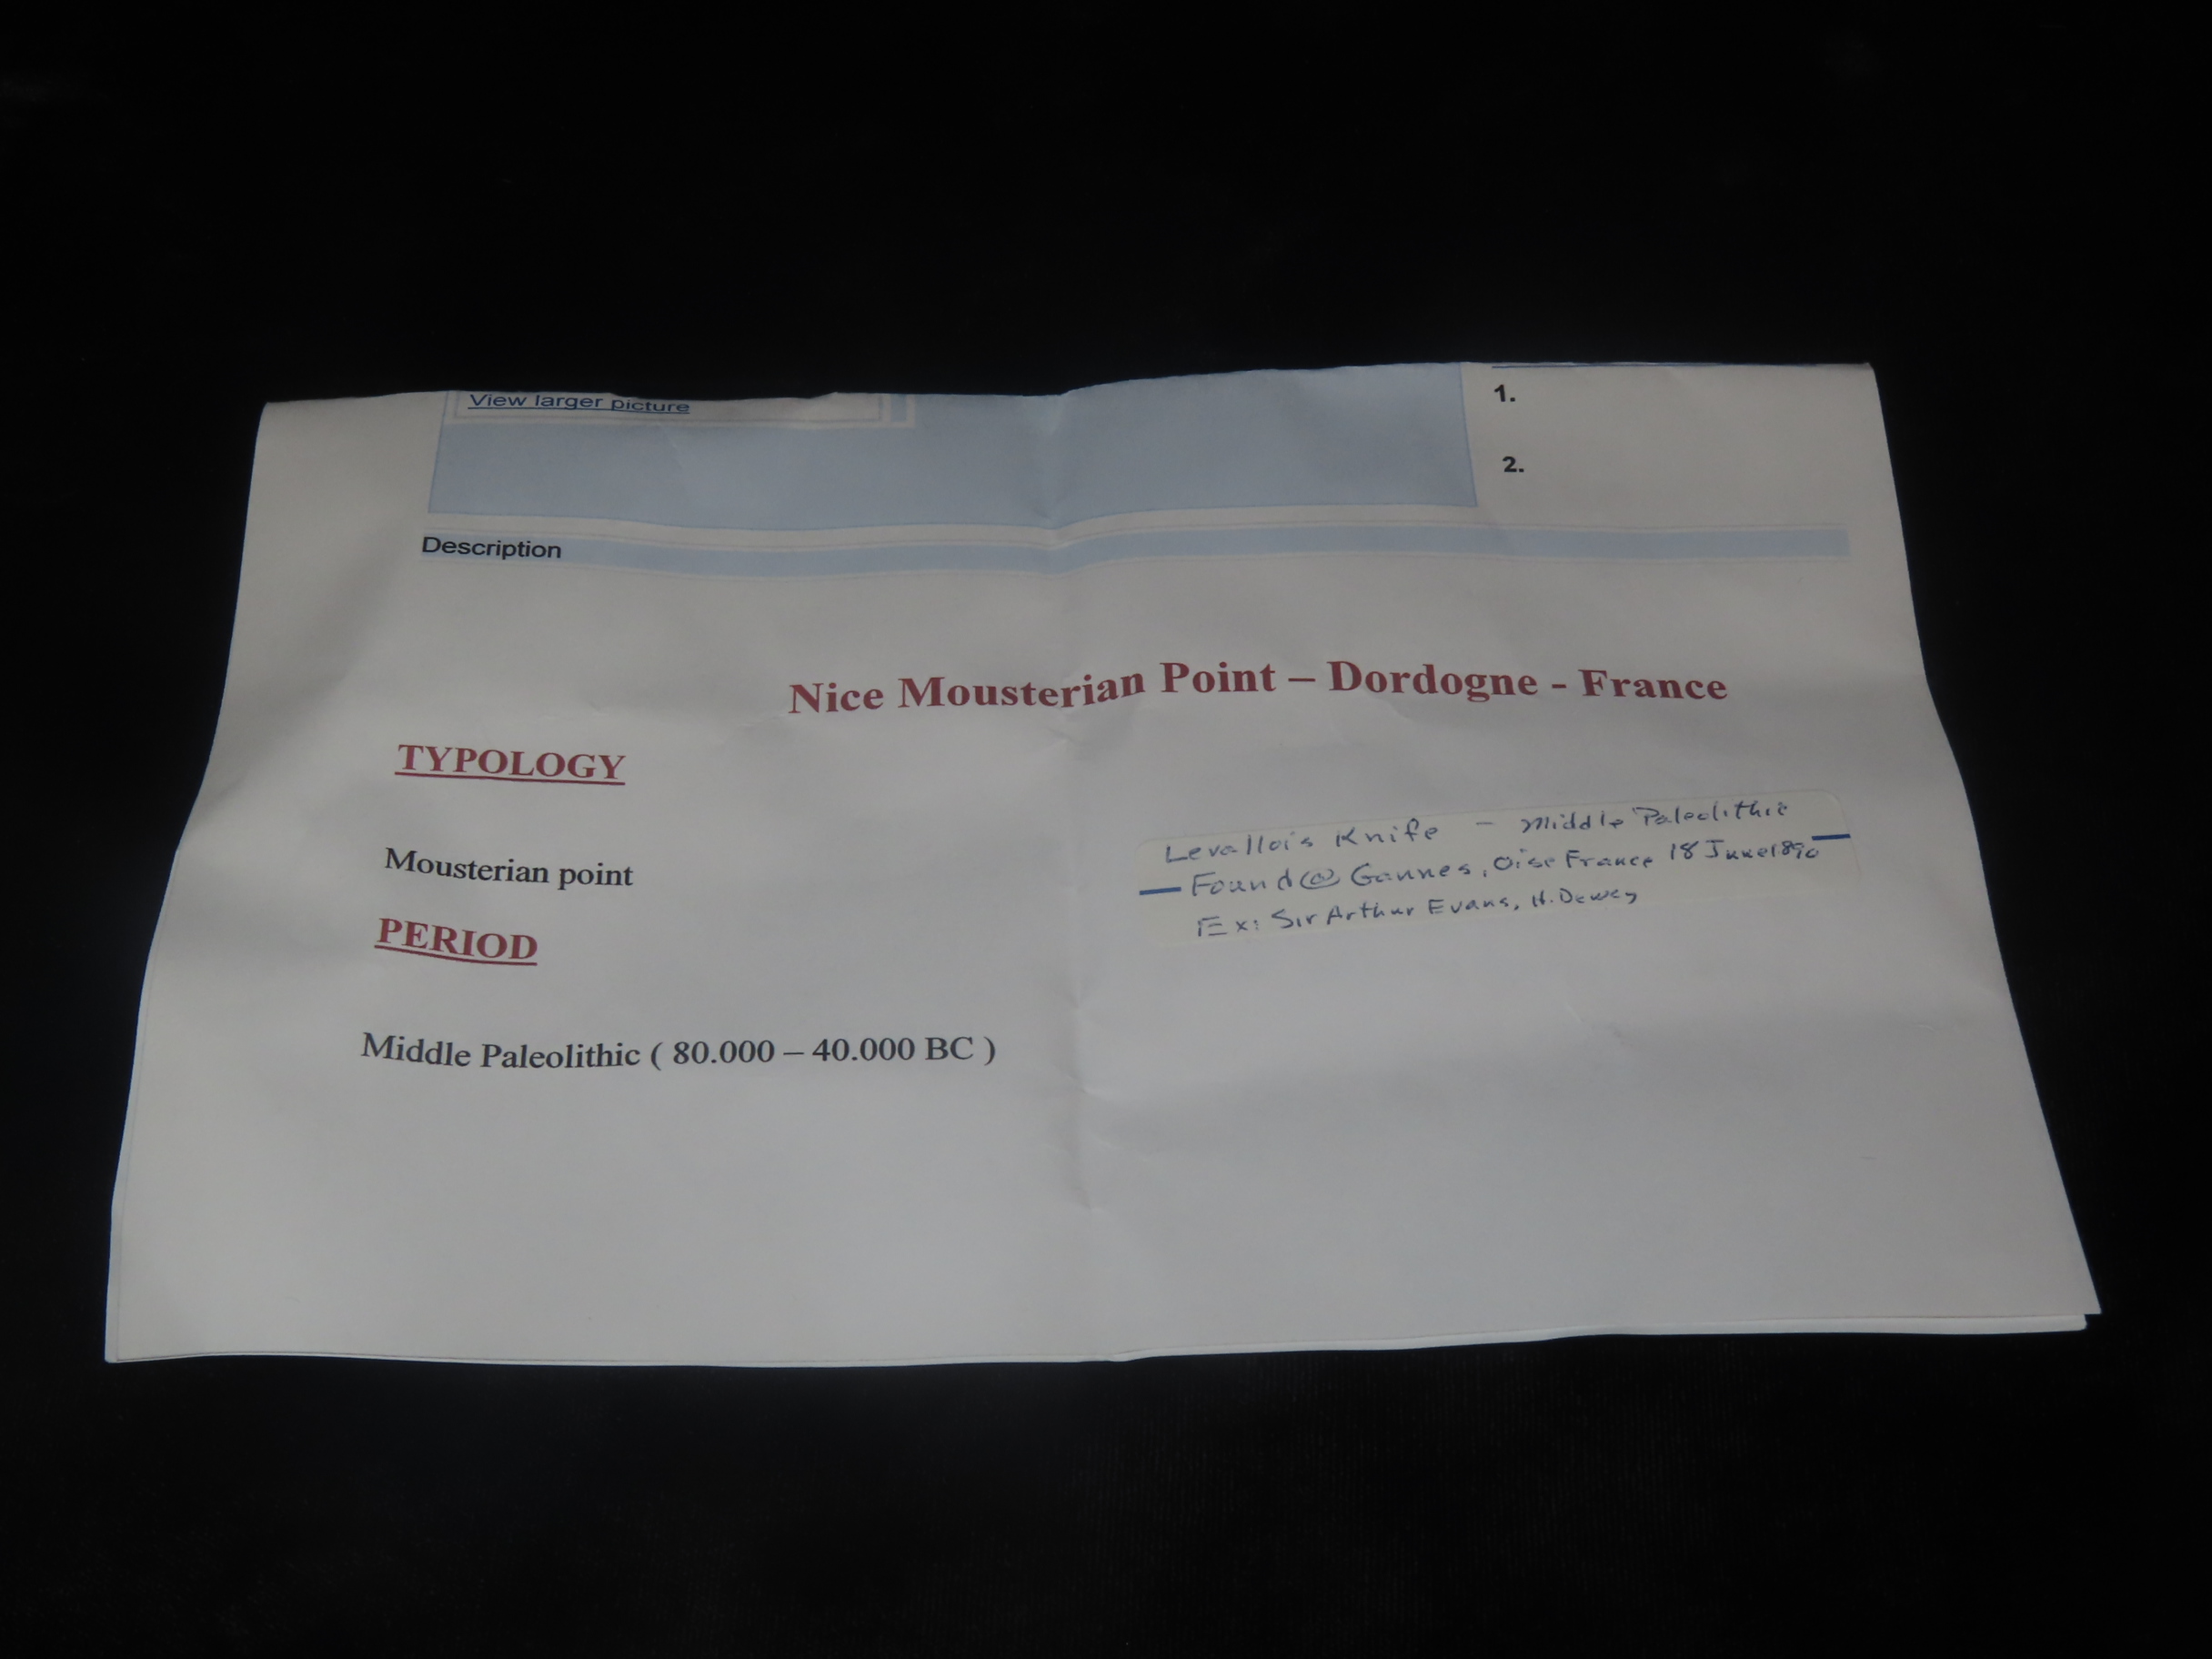 View larger picture
1.
2.
Description
Nice Mousterian Point – Dordogne - France
TYPOLOGY
Mousterian point
Levallois Knife - Middle Paleolithic
Found @ Gannes, Oise France 18 June 1890
Ex: Sir Arthur Evans, H. Dewey
PERIOD
Middle Paleolithic ( 80.000 – 40.000 BC )